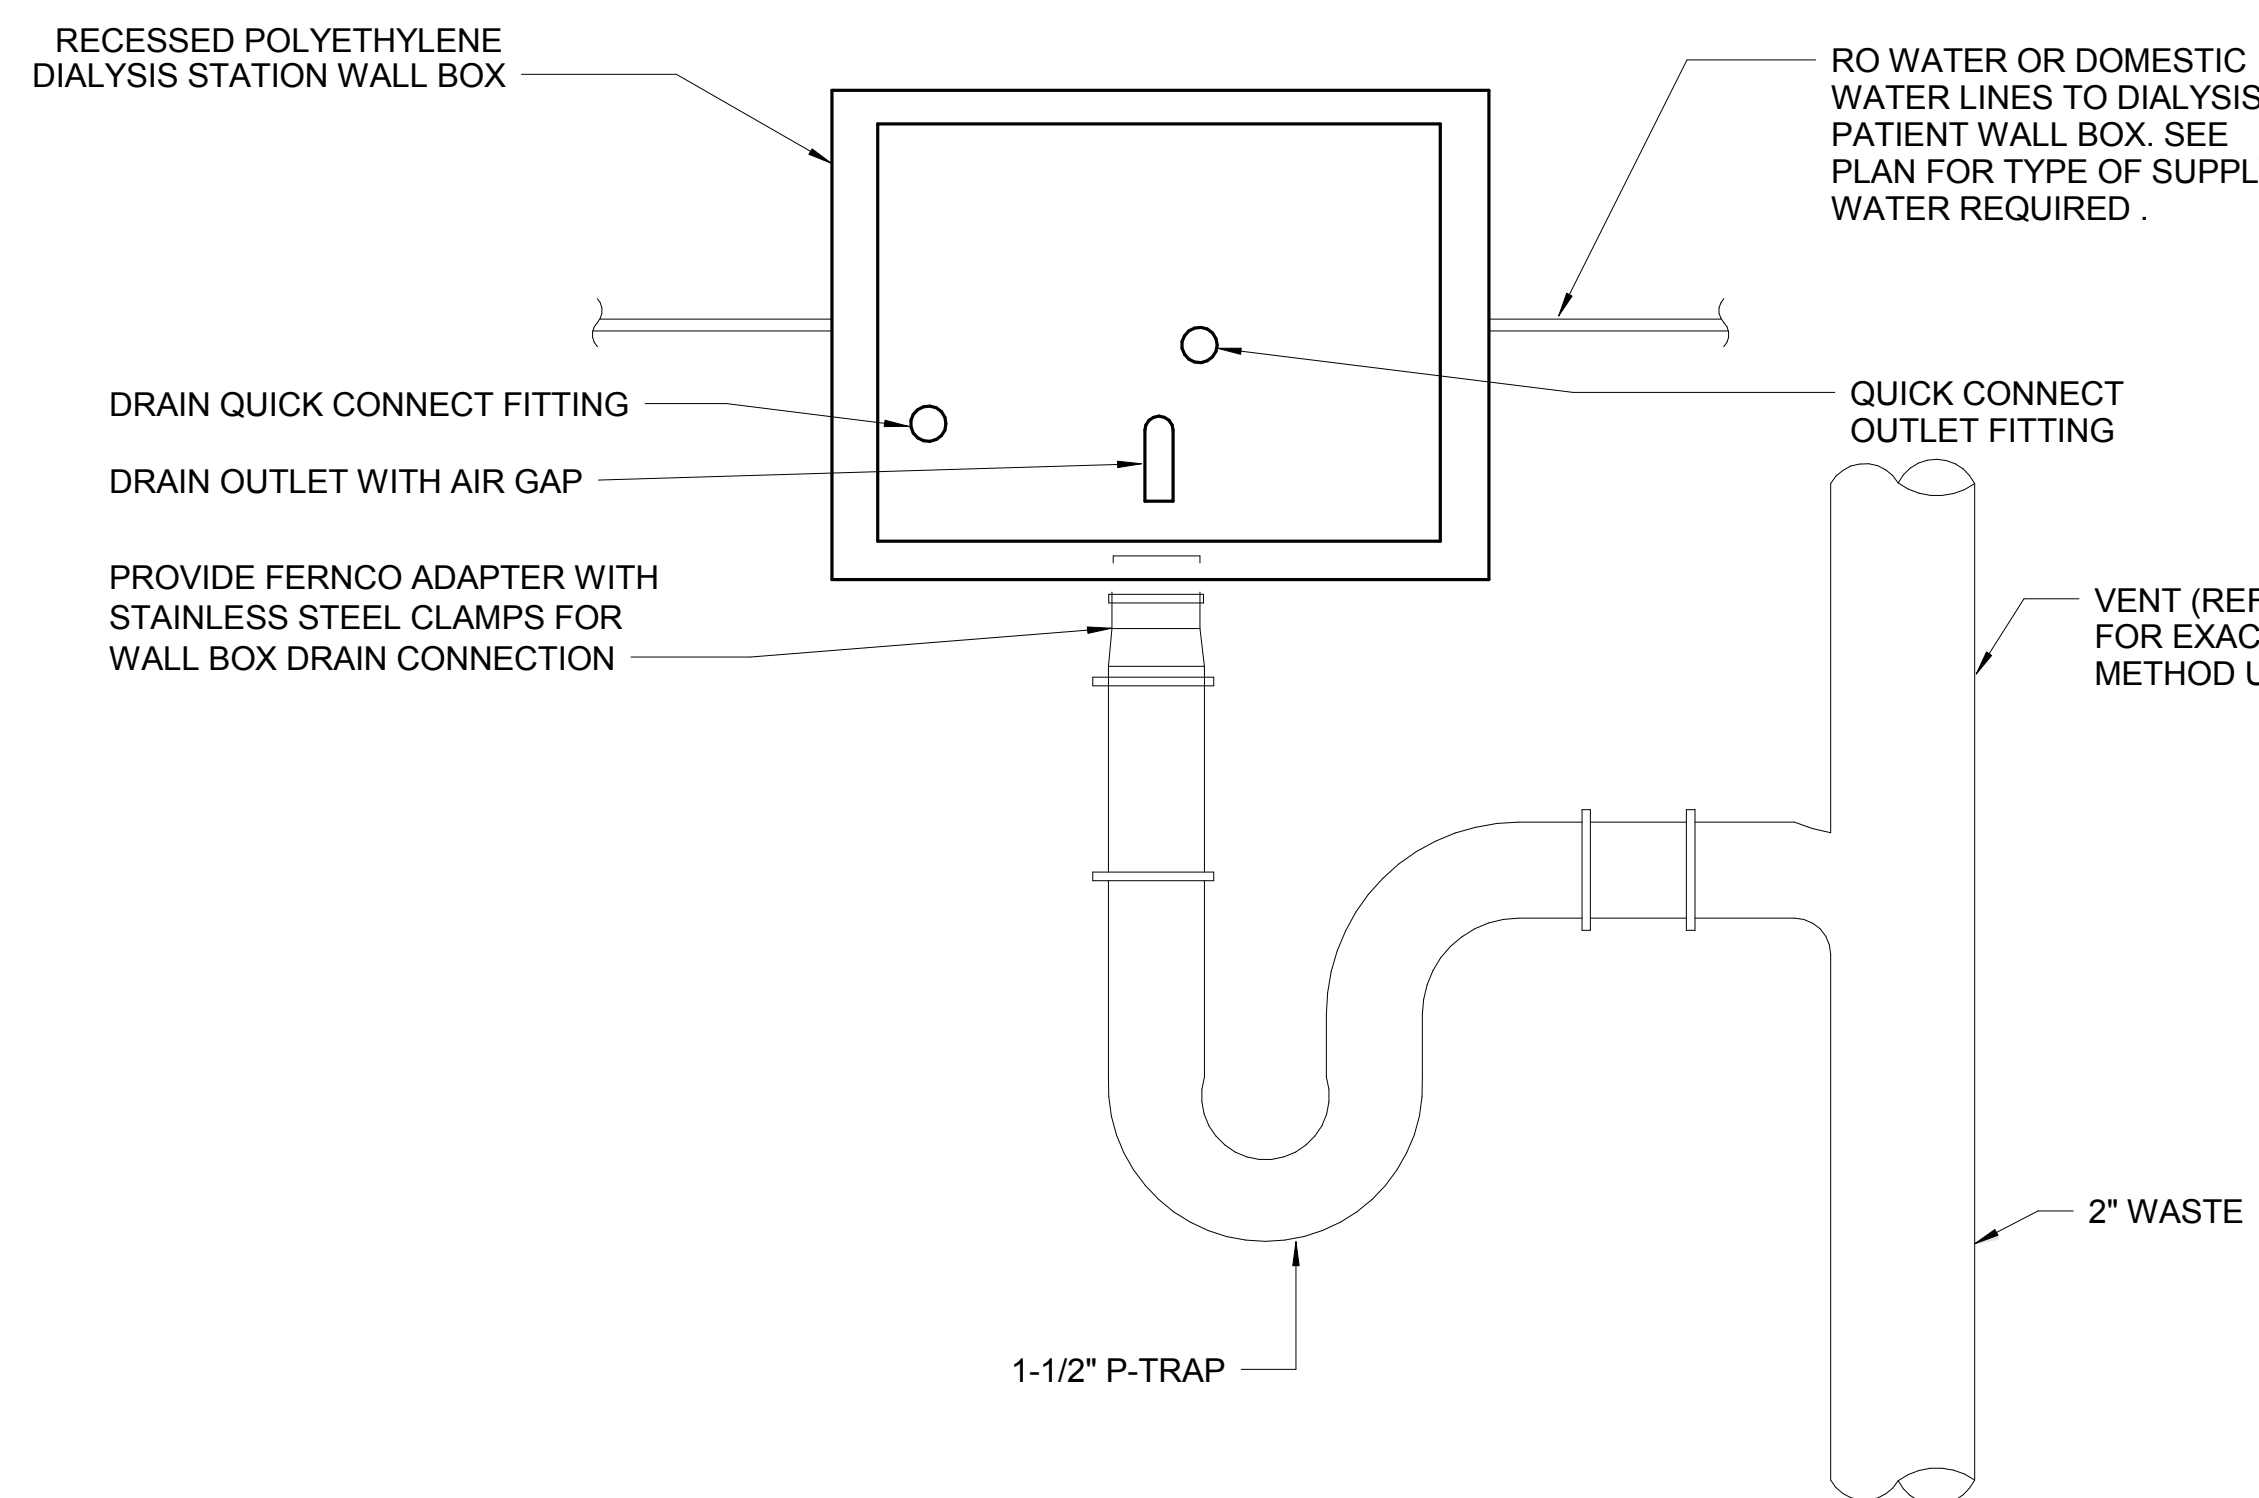 RECESSED POLYETHYLENE
DIALYSIS STATION WALL BOX
RO WATER OR DOMESTIC
WATER LINES TO DIALYSIS
PATIENT WALL BOX. SEE
PLAN FOR TYPE OF
WATER REQUIRED .
DRAIN QUICK CONNECT FITTING
QUICK CONNECT
OUTLET FITTING
DRAIN OUTLET WITH AIR GAP
PROVIDE FERNCO ADAPTER WITH
STAINLESS STEEL CLAMPS FOR
WALL BOX DRAIN CONNECTION
VENT
FOR
METHOD
2" WASTE
1-1/2" P-TRAP